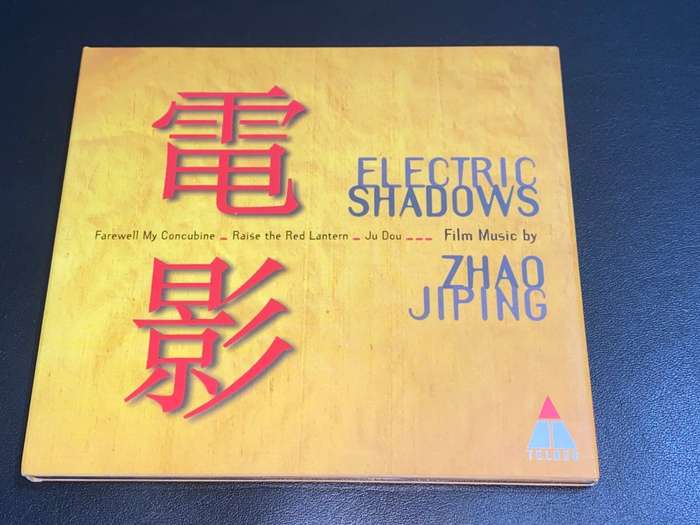 電影
ELECTRIC
SHADOWS
Farewell My Concubine _ Raise the Red Lantern _ Ju Dou _ _ _ Film Music by
ZHAO
JIPING
TELDEC